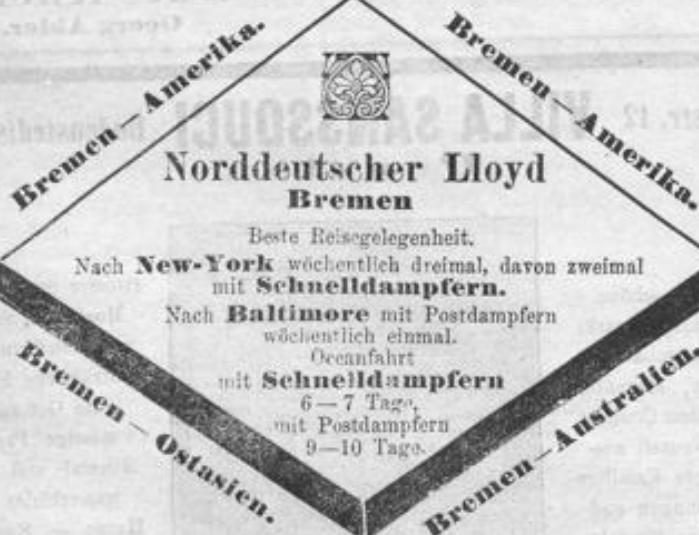 Bremen—Amerika.
Bremen—Amerika.
Norddeutscher Lloyd
Bremen
Beste Reisegelegenheit.
Nach New-York wöchentlich dreimal, davon zweimal
mit Schnelldampfern.
Nach Baltimore mit Postdampfern
wöchentlich einmal.
Oceanfahrt
mit Schnelldampfern
6—7 Tage,
mit Postdampfern
9—10 Tage.
Bremen—Ostasien.
Bremen—Australien.